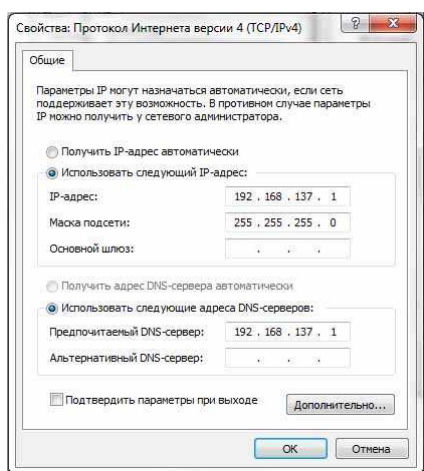 Свойства: Протокол Интернета версии 4 (TCP/IPv4)
Общие
Параметры IP могут назначаться автоматически, если сеть
поддерживает эту возможность. В противном случае параметры
IP можно получить у сетевого администратора.
Получить IP-адрес автоматически
Использовать следующий IP-адрес:
IP-адрес: 192 . 168 . 137 . 1
Маска подсети: 255 . 255 . 255 . 0
Основной шлюз: . . .
Получить адрес DNS-сервера автоматически
Использовать следующие адреса DNS-серверов:
Предпочитаемый DNS-сервер: 192 . 168 . 137 . 1
Альтернативный DNS-сервер: . . .
Подтвердить параметры при выходе
Дополнительно...
OK Отмена